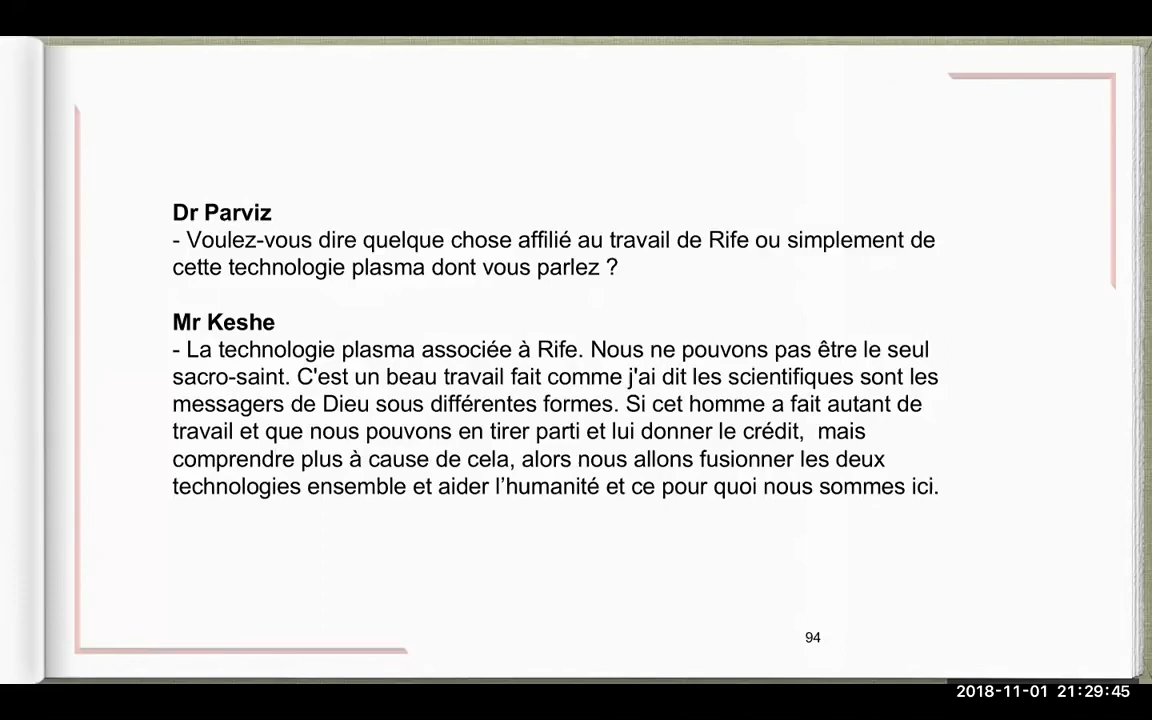 Dr Parviz
- Voulez-vous dire quelque chose affilié au travail de Rife ou simplement de
cette technologie plasma dont vous parlez ?
Mr Keshe
- La technologie plasma associée à Rife. Nous ne pouvons pas être le seul
sacro-saint. C'est un beau travail fait comme j'ai dit les scientifiques sont les
messagers de Dieu sous différentes formes. Si cet homme a fait autant de
travail et que nous pouvons en tirer parti et lui donner le crédit,  mais
comprendre plus à cause de cela, alors nous allons fusionner les deux
technologies ensemble et aider l’humanité et ce pour quoi nous sommes ici.
94
2018-11-01 21:29:45